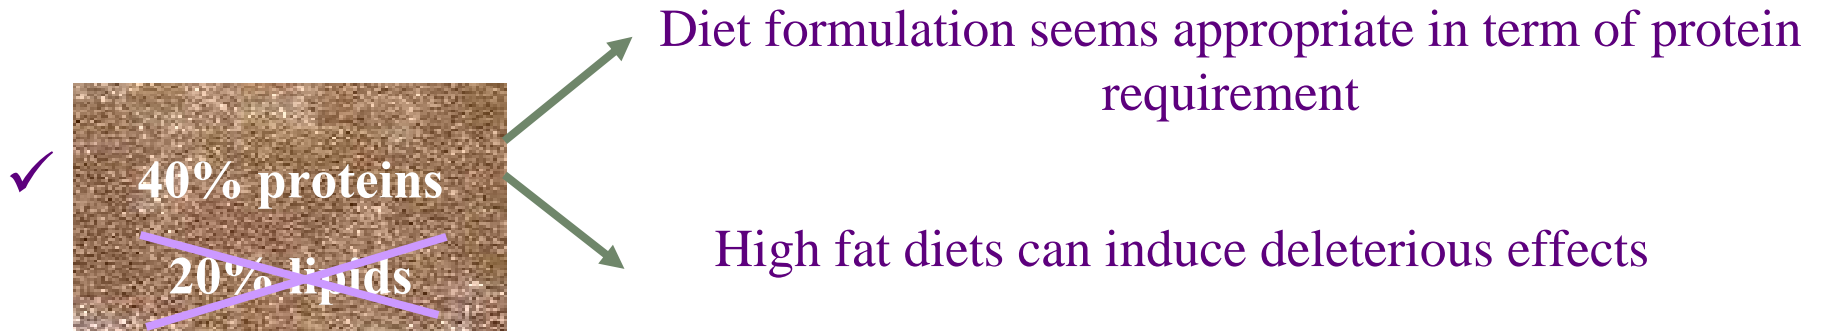 Diet formulation seems appropriate in term of protein
requirement
40% proteins
20% lipids
High fat diets can induce deleterious effects